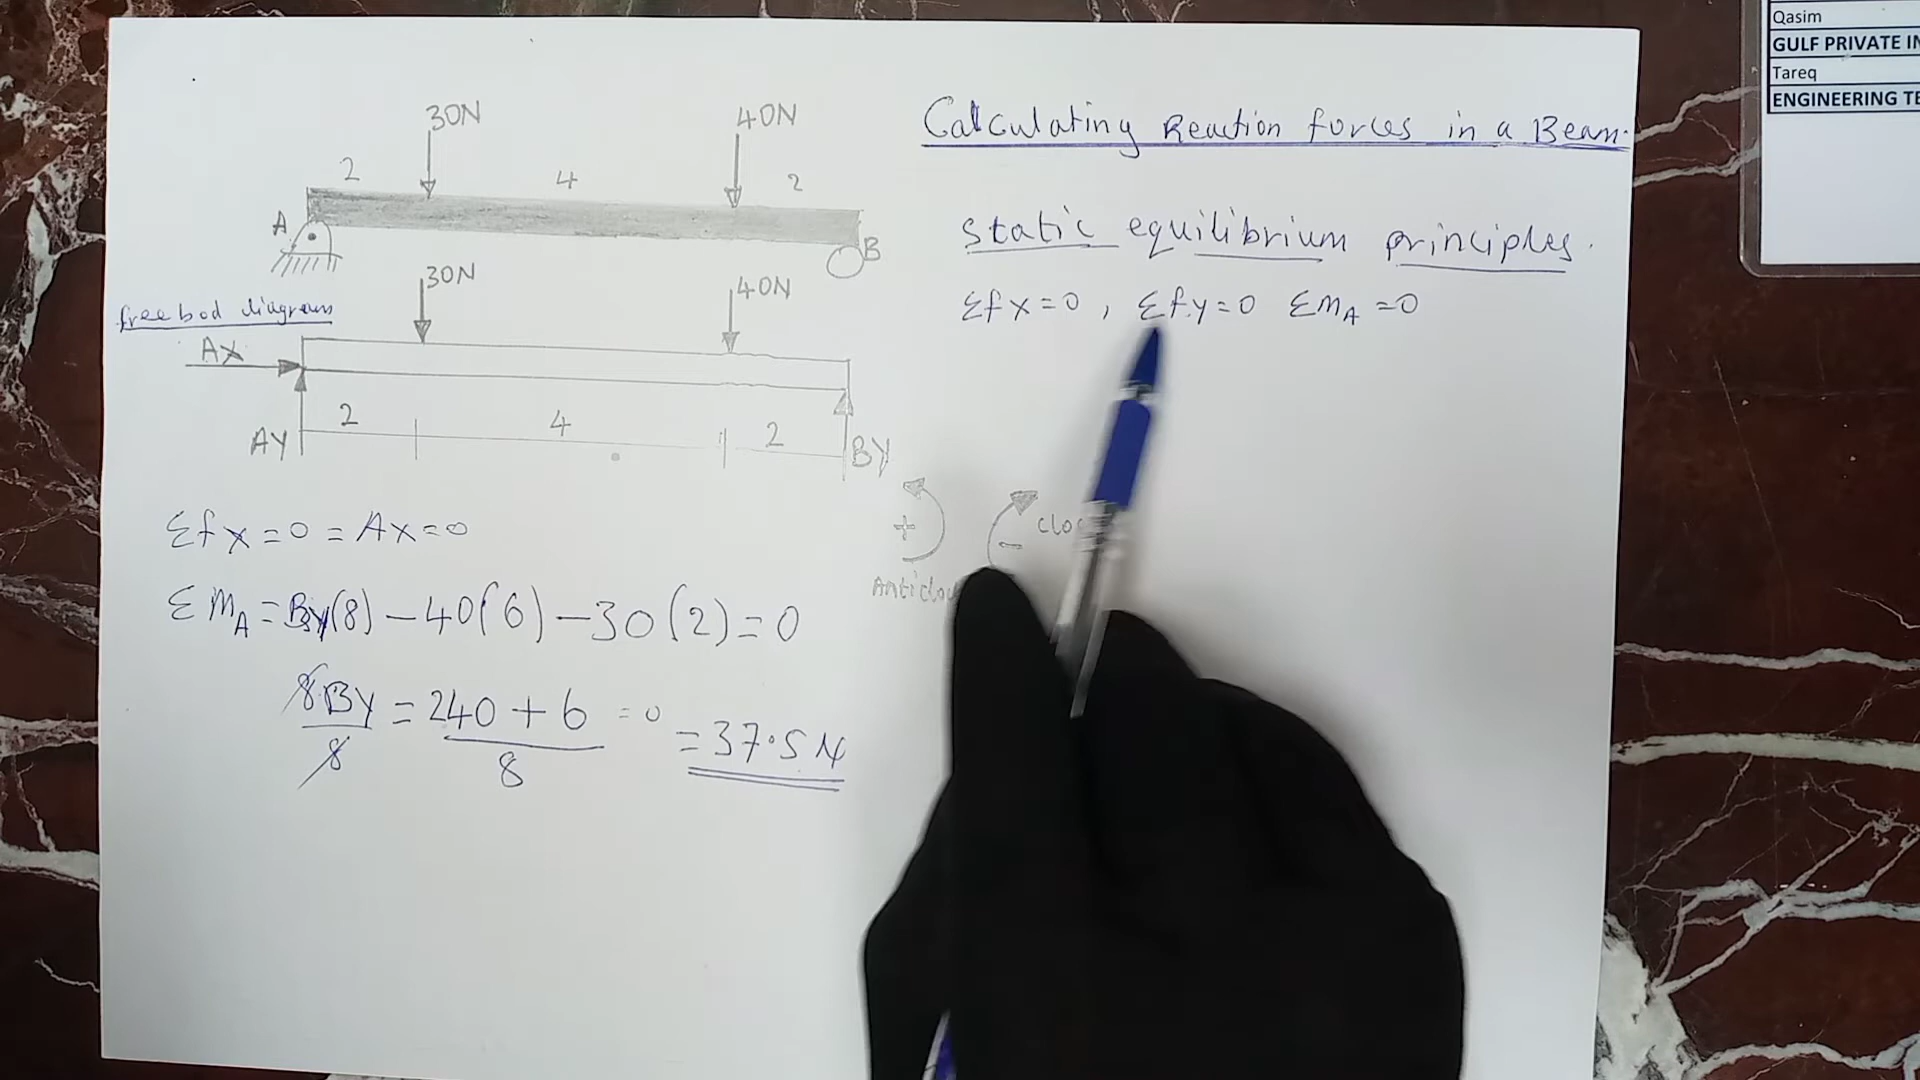 Qasim
GULF PRIVATE IN
Tareq
ENGINEERING TE
Calculating Reaction forces in a Beam.
30N 40N
2 4 2
A B
static equilibrium principles.
Σfx=0, Σfy=0 ΣmA=0
free bod diagram
30N 40N
Ax
2 4 2
AY BY
+ - Cloc
Anticloc
Σfx=0=Ax=0
ΣMA=By(8)-40(6)-30(2)=0
8BY/8=240+6/8 =0 =37.5N